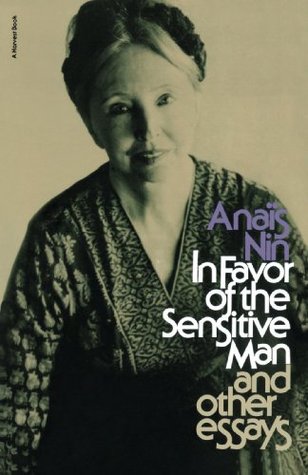 A Harvest Book
Anaïs
Nin
In Favor
of the
Sensitive
Man
and
other
essays